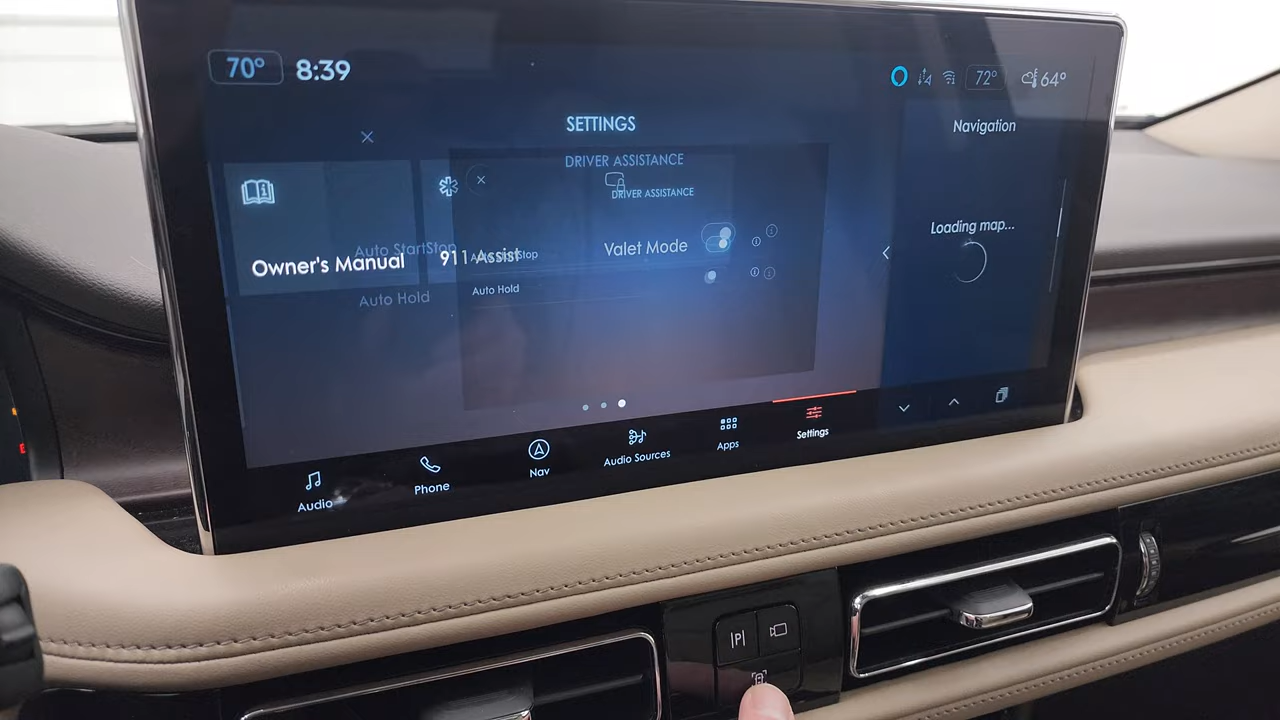 70° 8:39
72° 64°
SETTINGS
Navigation
DRIVER ASSISTANCE
DRIVER ASSISTANCE
Loading map...
Auto StartStop
Valet Mode
Owner's Manual
911 Assist
Auto Hold
Auto Hold
Audio
Phone
Nav
Audio Sources
Apps
Settings
P